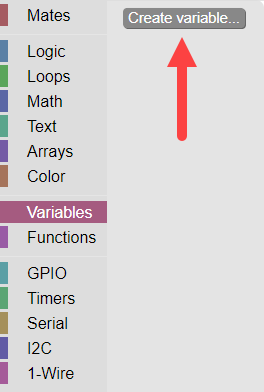 Mates
Create variable...
Logic
Loops
Math
Text
Arrays
Color
Variables
Functions
GPIO
Timers
Serial
I2C
1-Wire